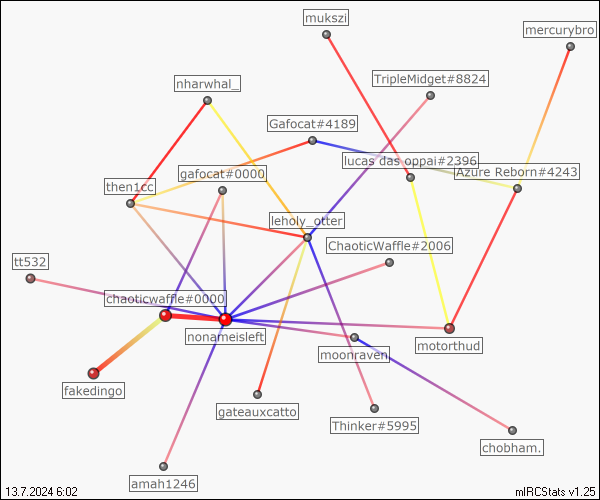 mukszi
mercurybro
TripleMidget#8824
nharwhal_
Gafocat#4189
lucas das oppai#2396
Azure Reborn#4243
gafocat#0000
then1cc
leholy_otter
ChaoticWaffle#2006
tt532
chaoticwaffle#0000
nonameisleft
motorthud
moonraven
fakedingo
gateauxcatto
Thinker#5995
chobham.
amah1246
13.7.2024 6:02
mIRCStats v1.25